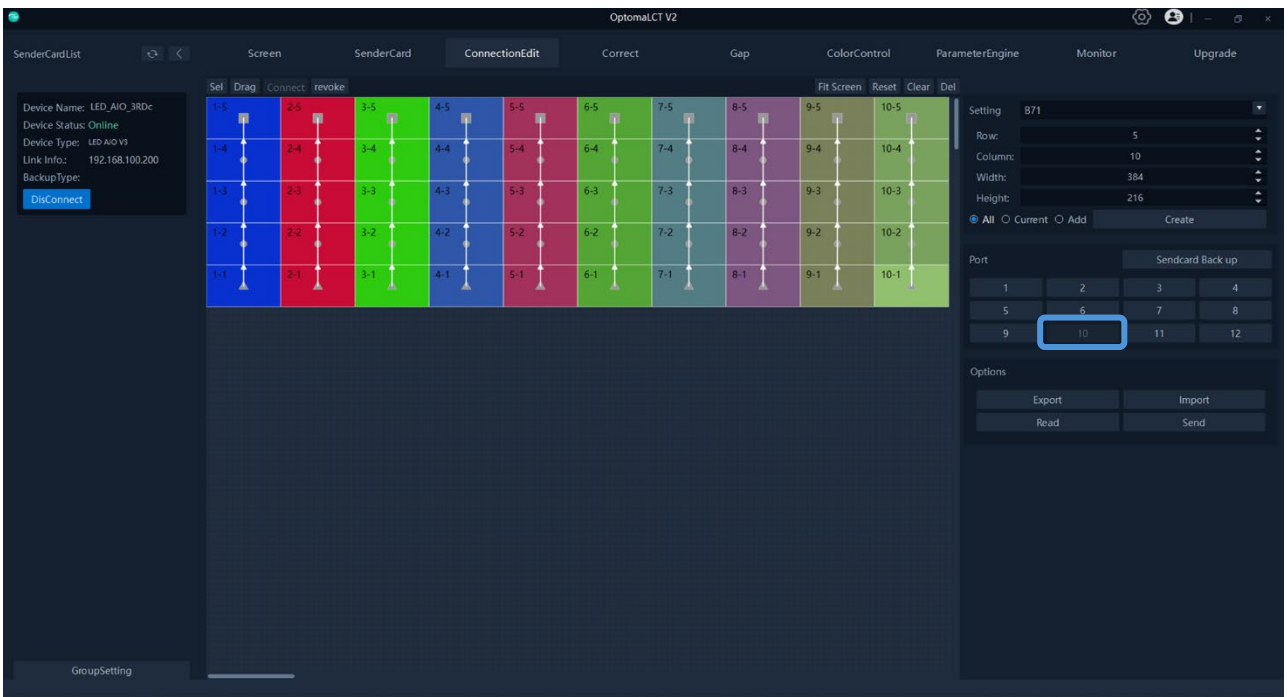 OptomaLCT V2
SenderCardList Screen SenderCard ConnectionEdit Correct Gap ColorControl ParameterEngine Monitor Upgrade
Sel Drag Connect revoke Fit Screen Reset Clear Del
Device Name: LED_AIO_3RDc
Device Status: Online
Device Type: LED AIO V3
Link Info.: 192.168.100.200
BackupType:
DisConnect
1-5 2-5 3-5 4-5 5-5 6-5 7-5 8-5 9-5 10-5
1-4 2-4 3-4 4-4 5-4 6-4 7-4 8-4 9-4 10-4
1-3 2-3 3-3 4-3 5-3 6-3 7-3 8-3 9-3 10-3
1-2 2-2 3-2 4-2 5-2 6-2 7-2 8-2 9-2 10-2
1-1 2-1 3-1 4-1 5-1 6-1 7-1 8-1 9-1 10-1
Setting B71
Row: 5
Column: 10
Width: 384
Height: 216
All Current Add Create
Port Sendcard Back up
1 2 3 4
5 6 7 8
9 10 11 12
Options
Export Import
Read Send
GroupSetting